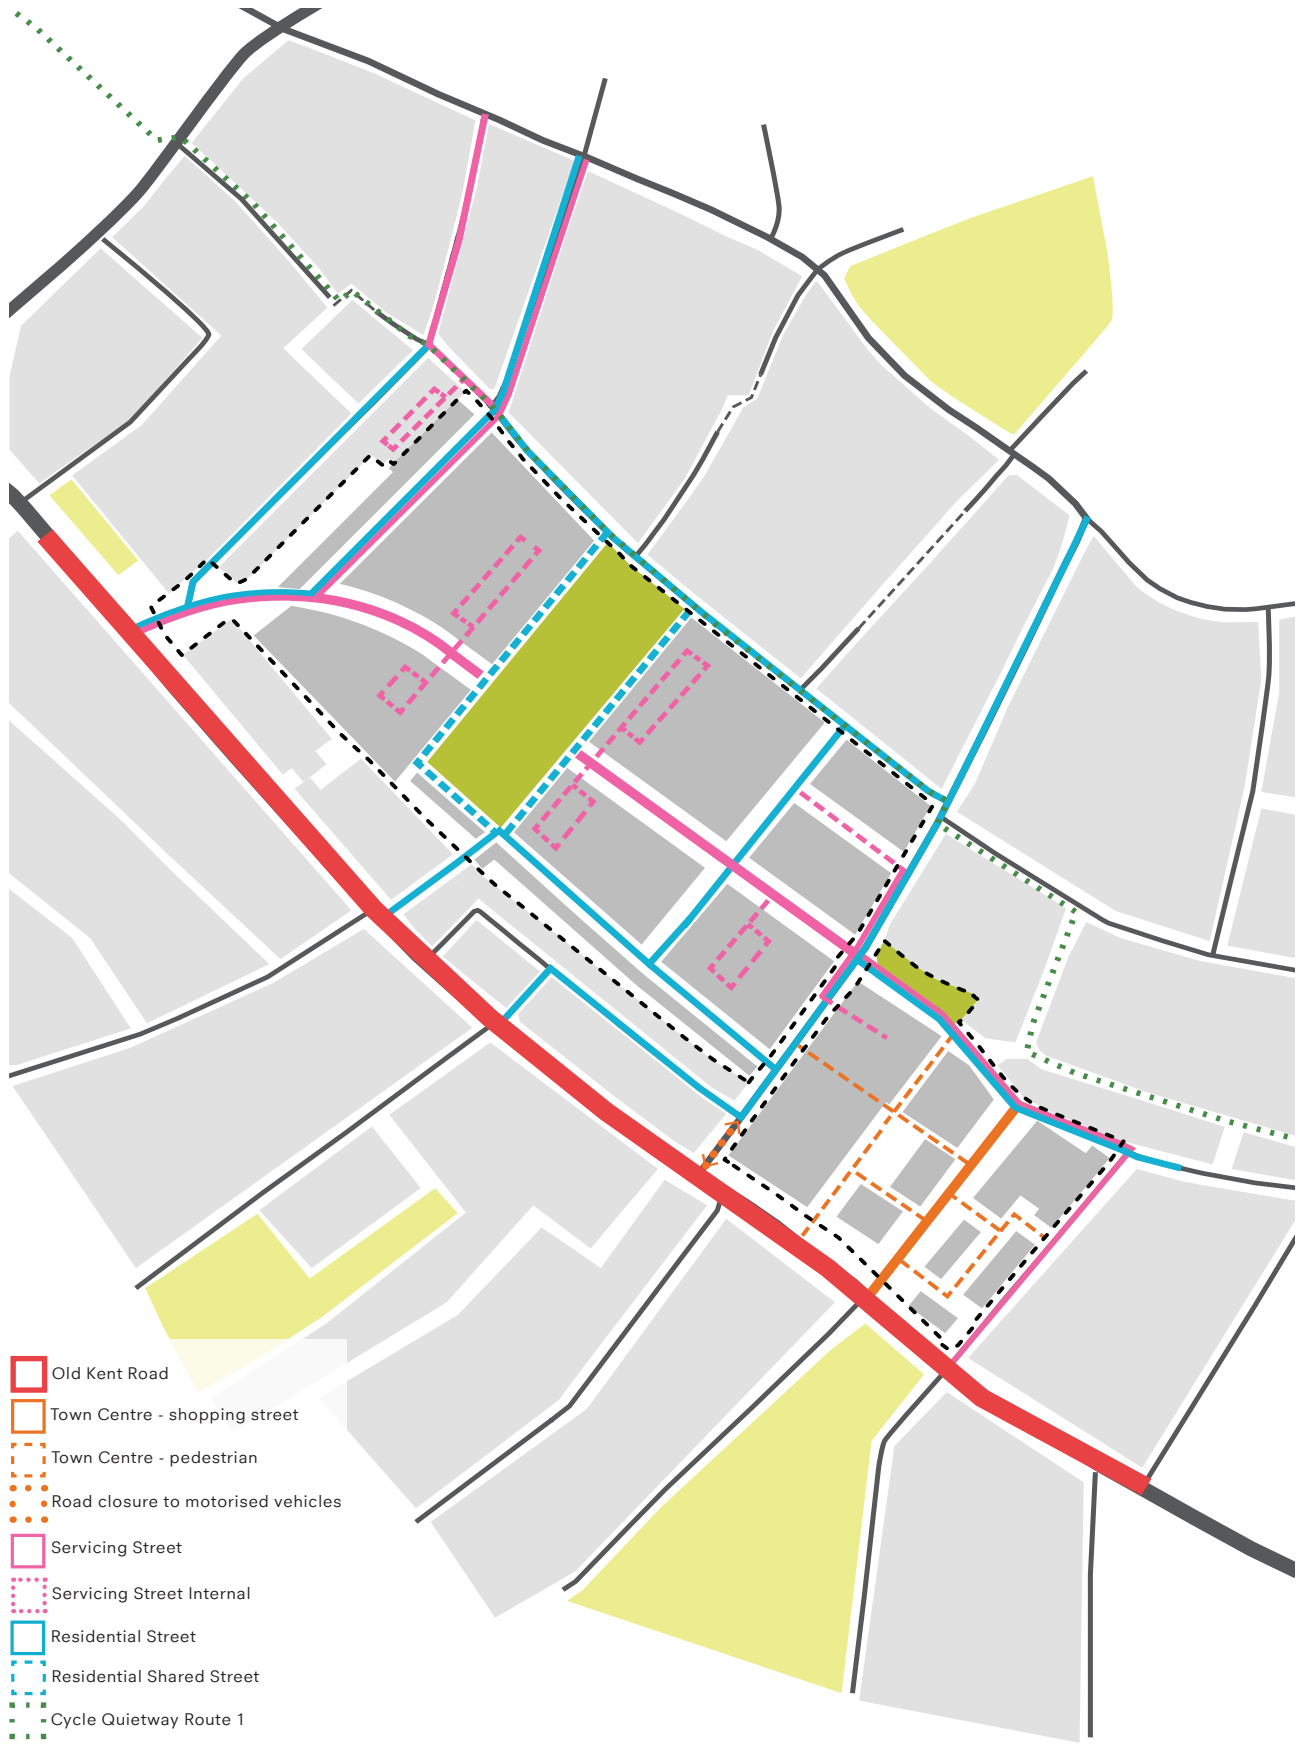 Old Kent Road
Town Centre - shopping street
Town Centre - pedestrian
Road closure to motorised vehicles
Servicing Street
Servicing Street Internal
Residential Street
Residential Shared Street
Cycle Quietway Route 1